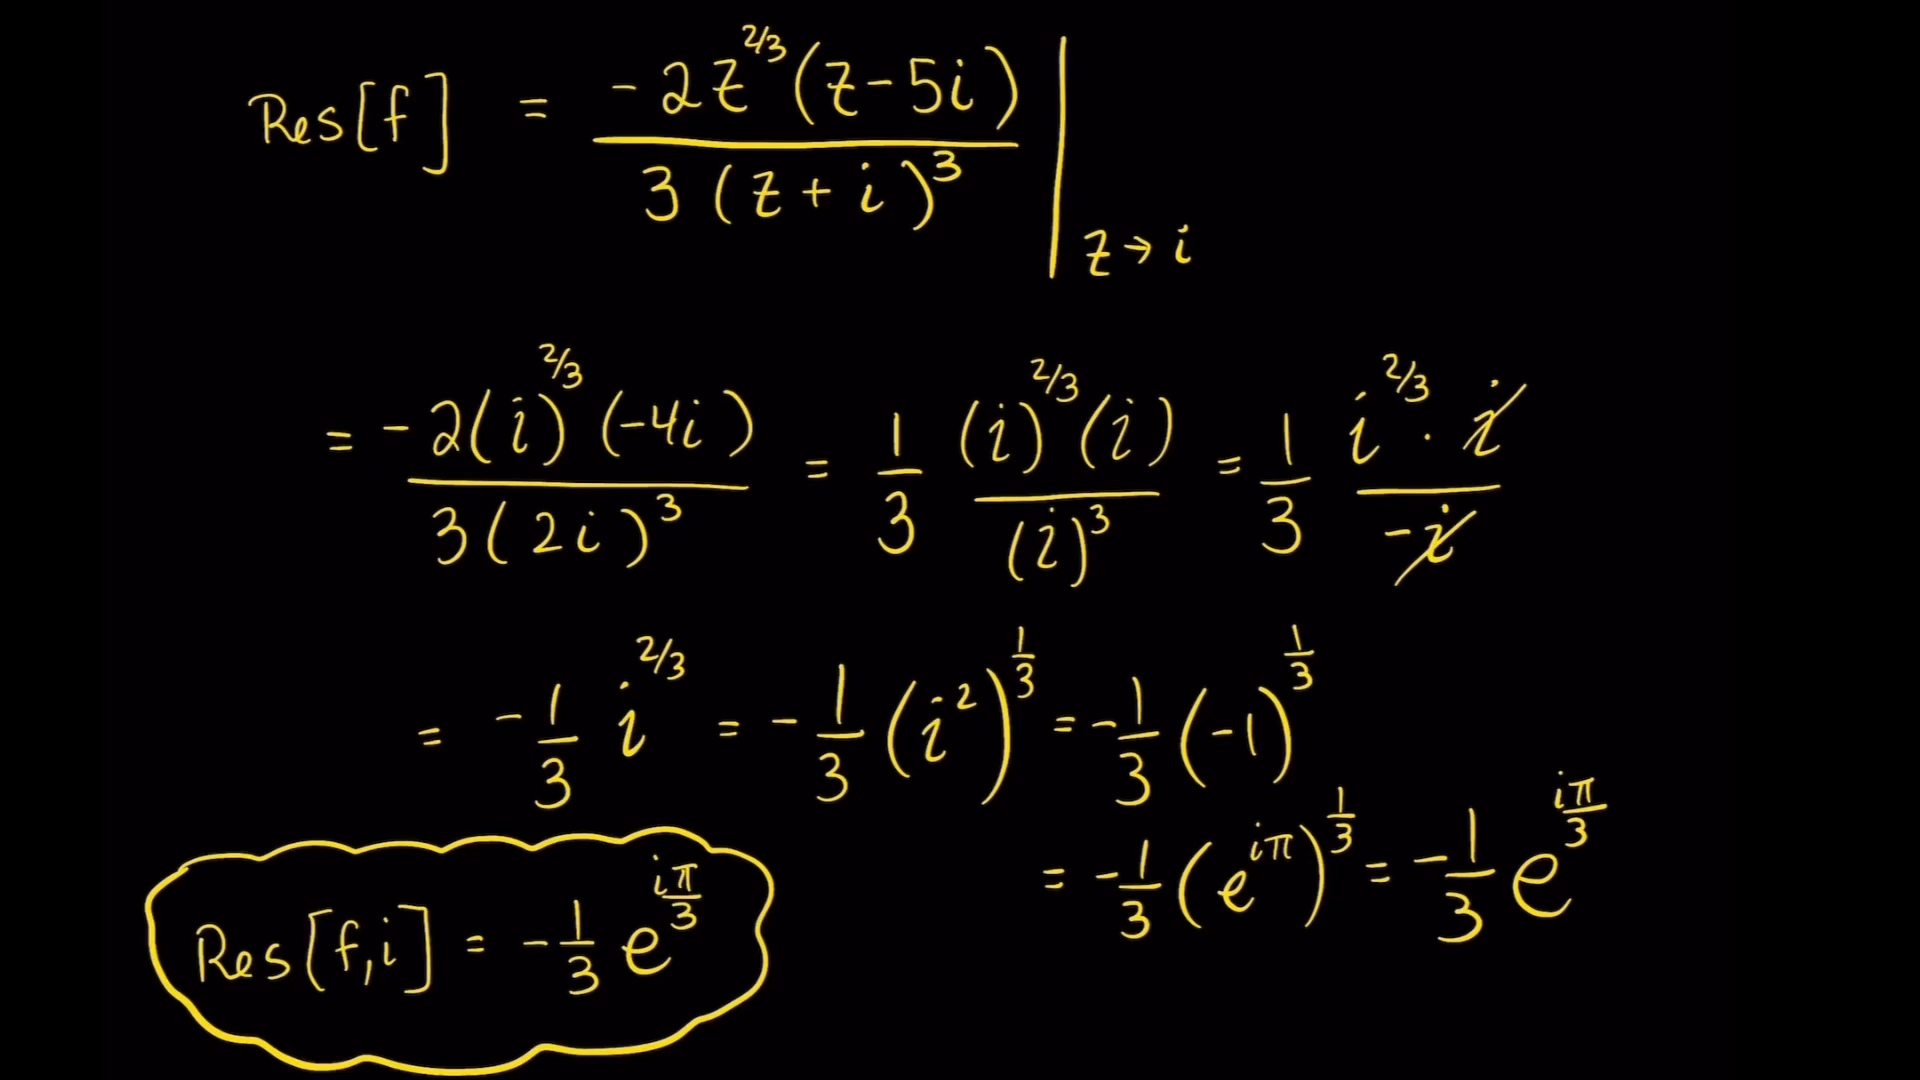 Res[f] = -2z^{2/3}(z-5i) / 3(z+i)^3 |_{z→i}
= -2(i)^{2/3}(-4i) / 3(2i)^3 = 1/3 (i)^{2/3}(i) / (i)^3 = 1/3 i^{2/3}·i / -i
= -1/3 i^{2/3} = -1/3 (i^2)^{1/3} = -1/3 (-1)^{1/3}
= -1/3 (e^{iπ})^{1/3} = -1/3 e^{iπ/3}
Res[f,i] = -1/3 e^{iπ/3}